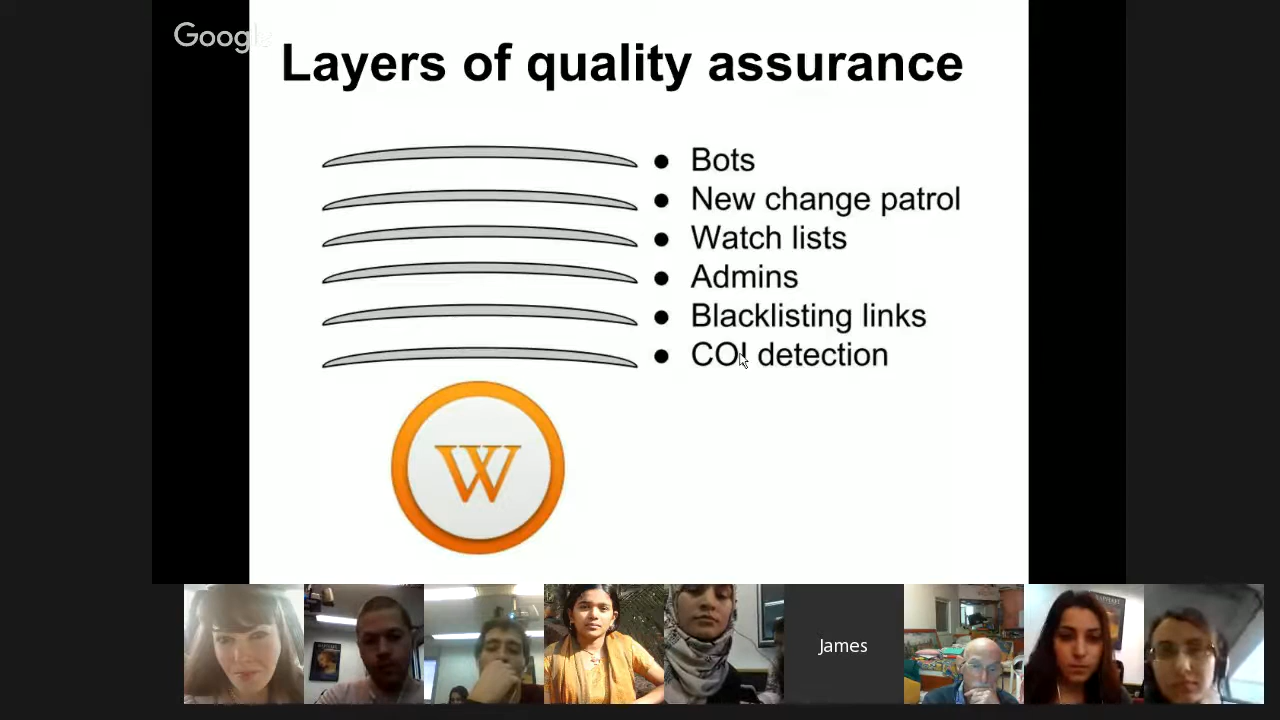 Google
Layers of quality assurance
Bots
New change patrol
Watch lists
Admins
Blacklisting links
COI detection
W
James